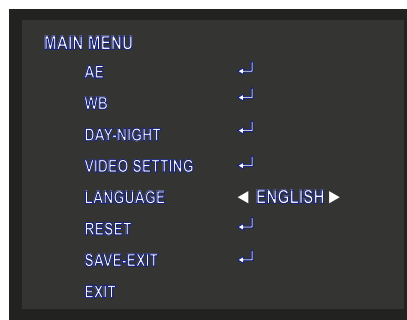 MAIN MENU
AE ↵
WB ↵
DAY-NIGHT ↵
VIDEO SETTING ↵
LANGUAGE ◀ ENGLISH ▶
RESET ↵
SAVE-EXIT ↵
EXIT